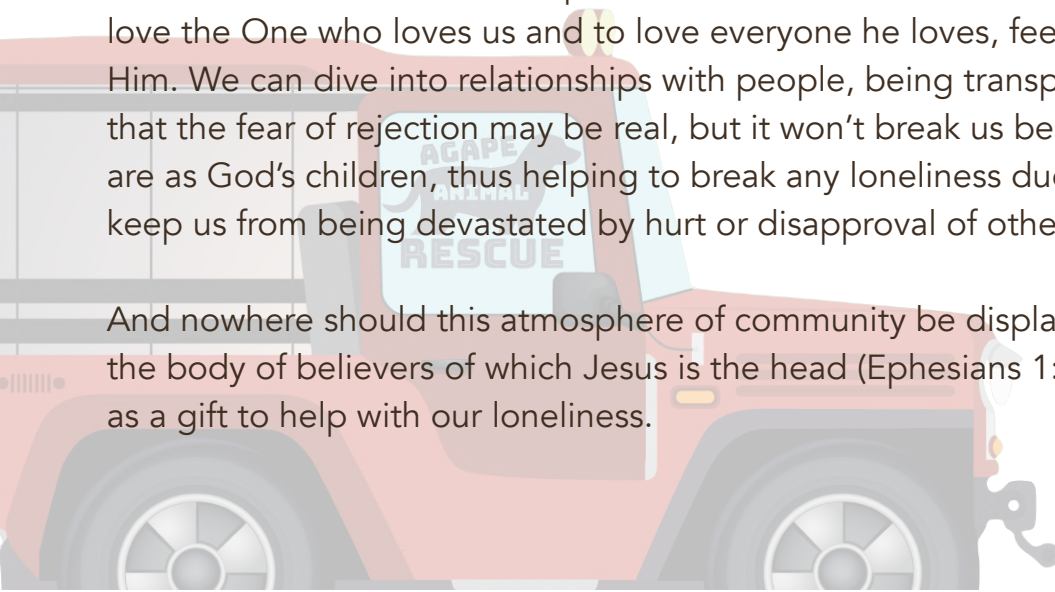 love the One who loves us and to love everyone he loves, fee
Him. We can dive into relationships with people, being transp
that the fear of rejection may be real, but it won’t break us be
are as God’s children, thus helping to break any loneliness du
keep us from being devastated by hurt or disapproval of othe
And nowhere should this atmosphere of community be displa
the body of believers of which Jesus is the head (Ephesians 1:
as a gift to help with our loneliness.
AGAPE
ANIMAL
RESCUE